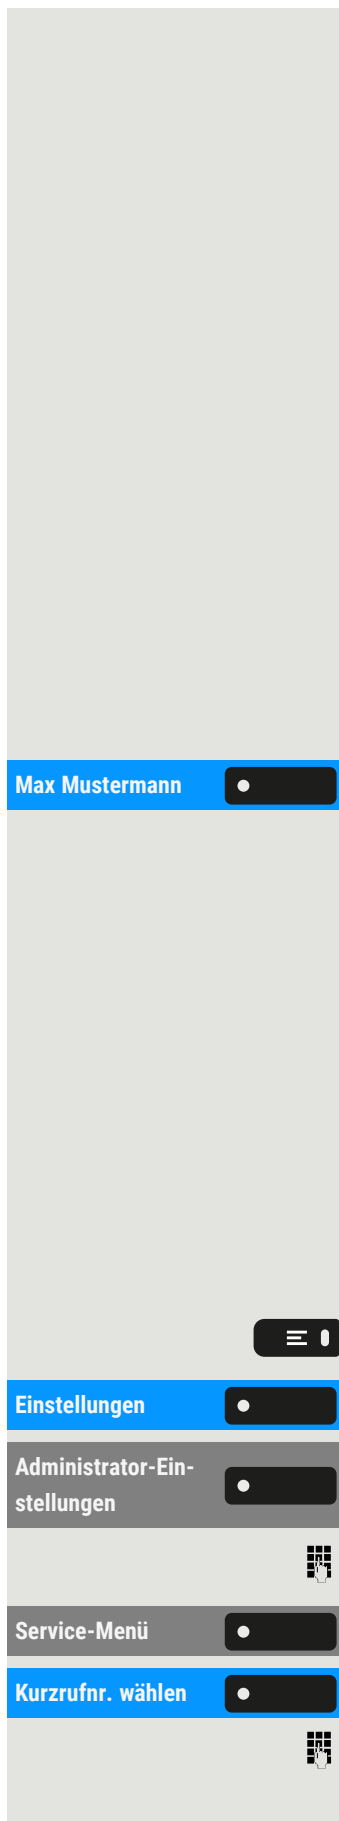 Max Mustermann
Einstellungen
Administrator-Ein-
stellungen
Service-Menü
Kurzrufnr. wählen